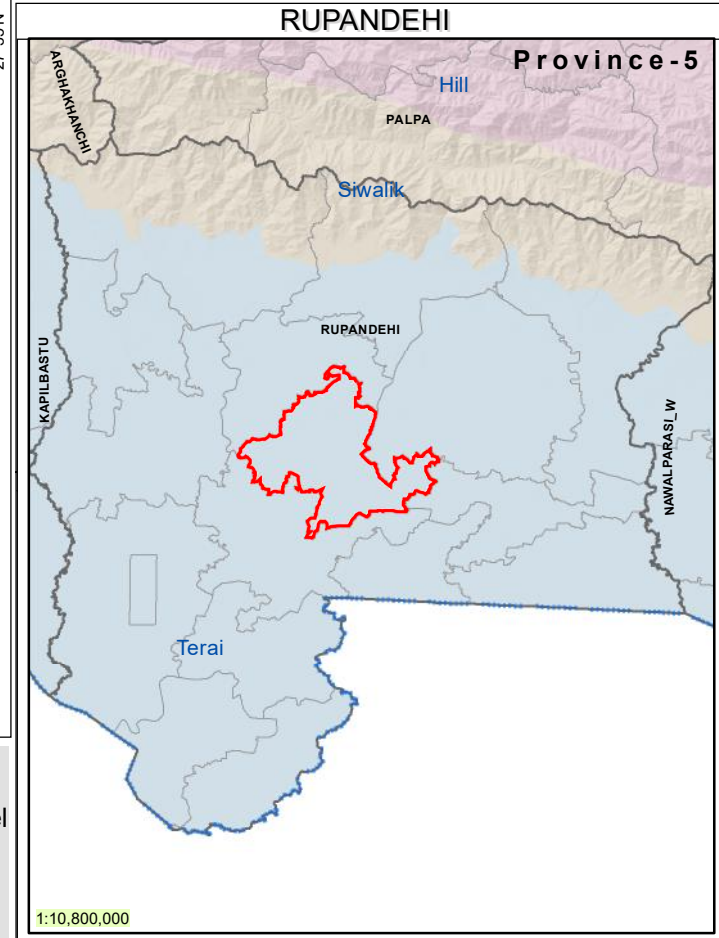 RUPANDEHI
Province-5
Hill
ARGHAKHANCHI
PALPA
Siwalik
RUPANDEHI
KAPILBASTU
NAWALPARASI_W
Terai
1:10,800,000